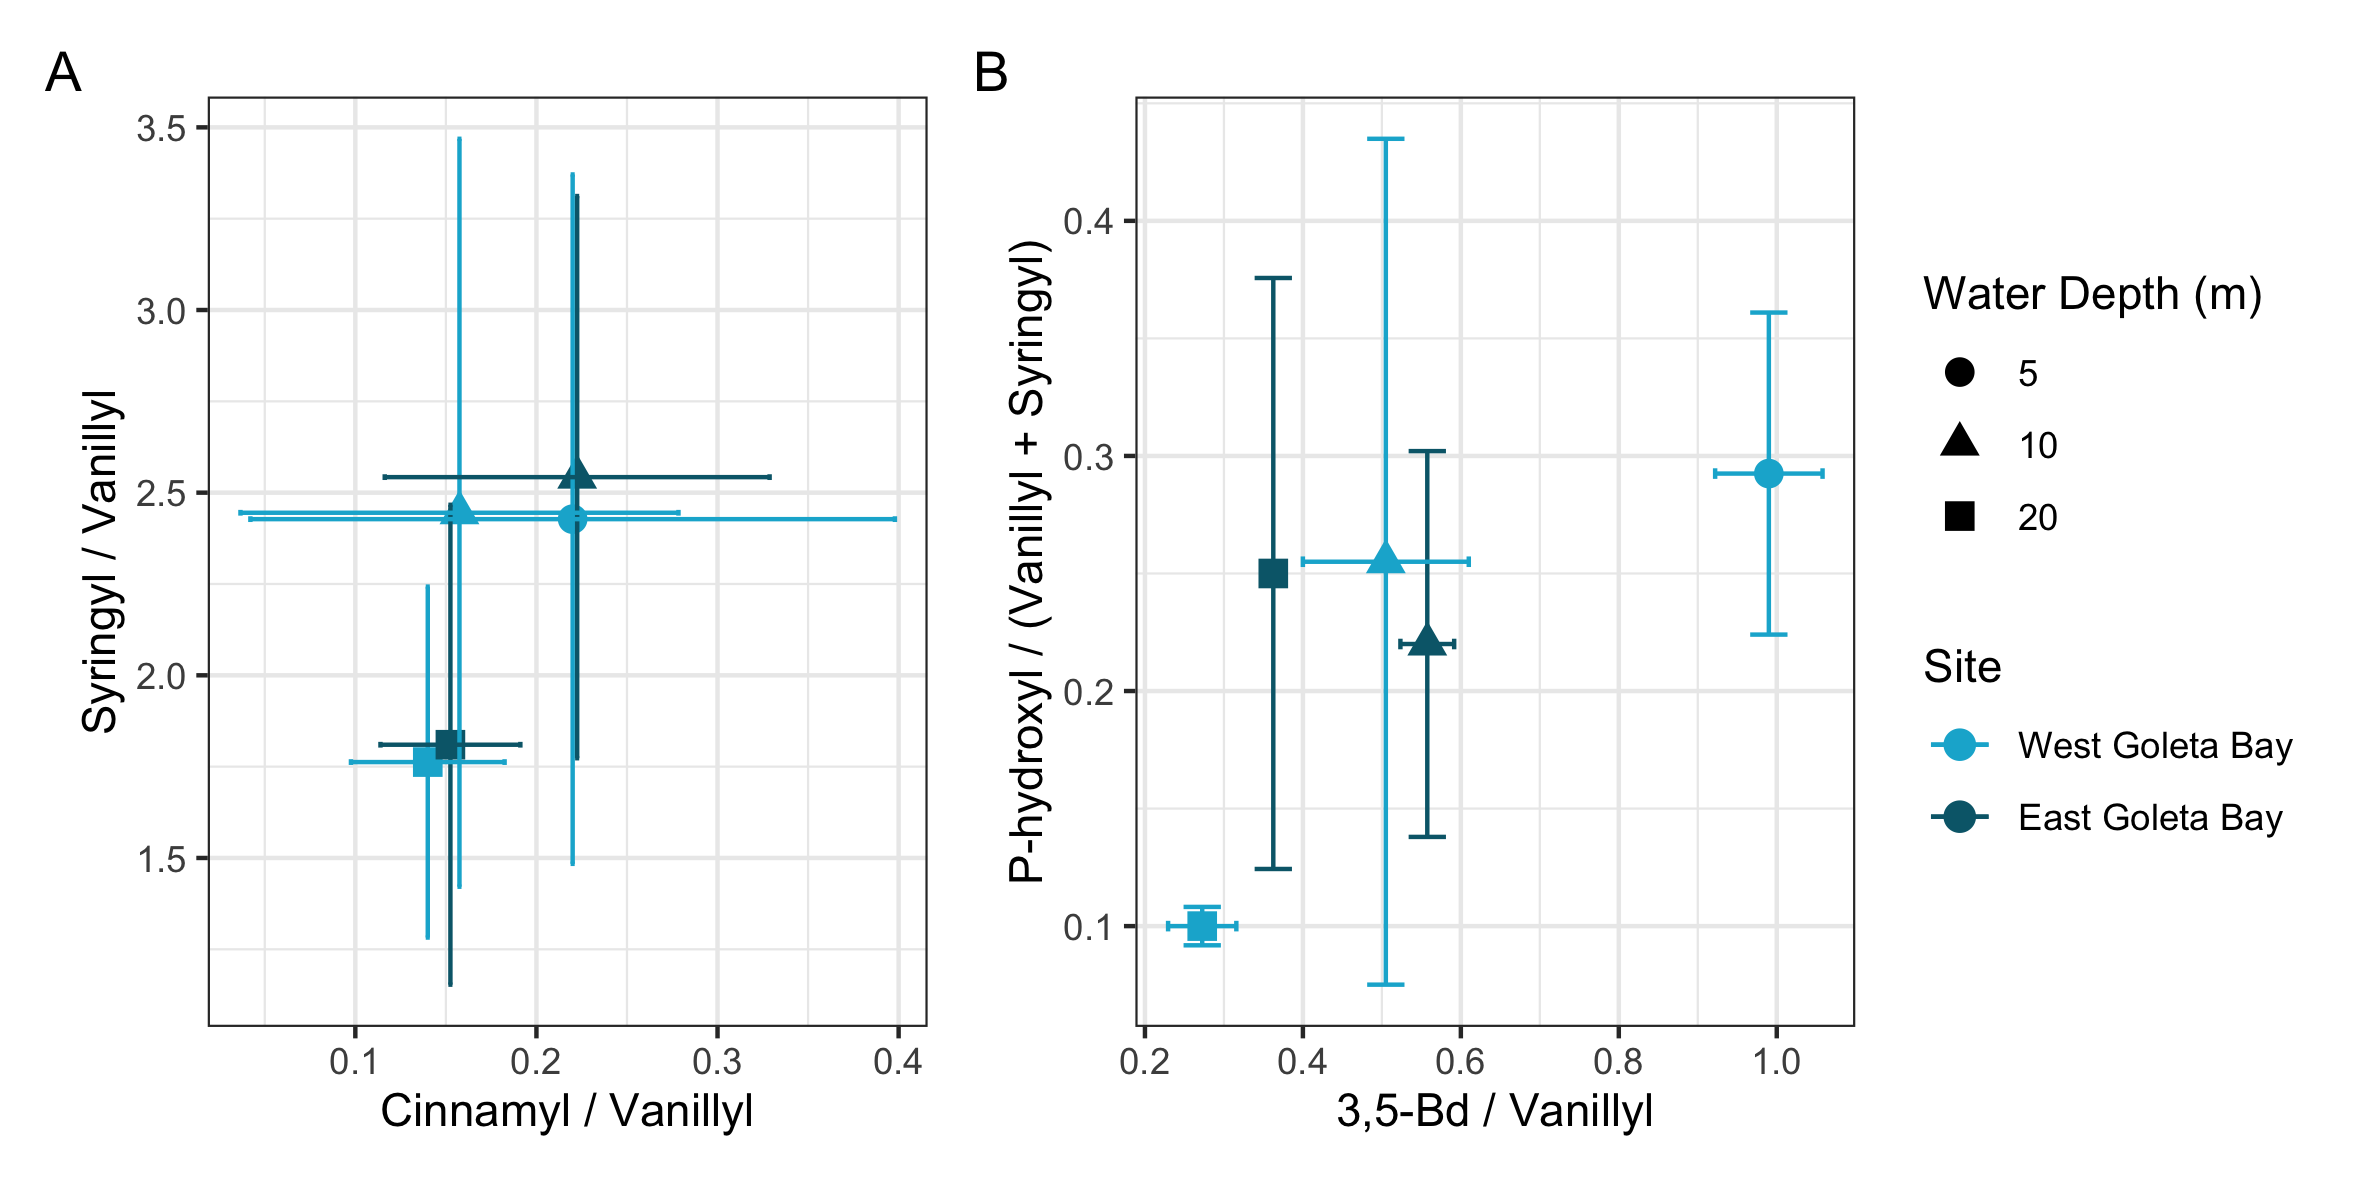 A
3.5
3.0
2.5
2.0
1.5
Syringyl / Vanillyl
0.1 0.2 0.3 0.4
Cinnamyl / Vanillyl
B
0.4
0.3
0.2
0.1
P-hydroxyl / (Vanillyl + Syringyl)
0.2 0.4 0.6 0.8 1.0
3,5-Bd / Vanillyl
Water Depth (m)
5
10
20
Site
West Goleta Bay
East Goleta Bay